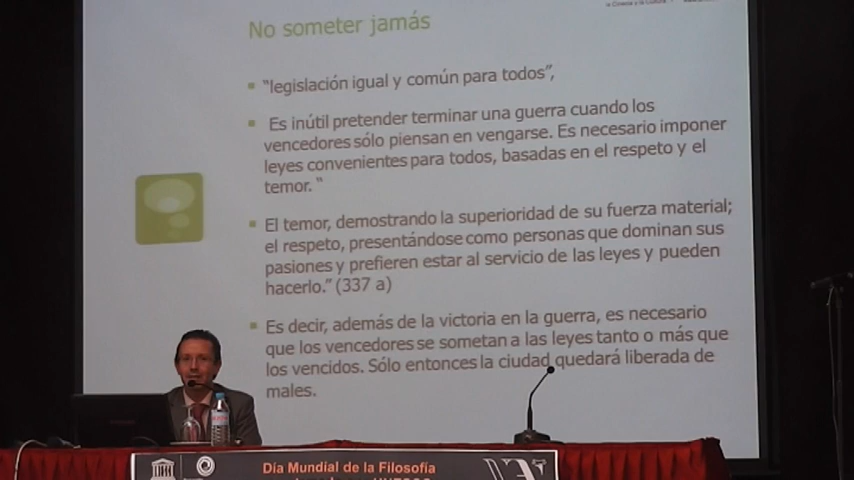 la Ciencia y la Cultura
No someter jamás
"legislación igual y común para todos",
Es inútil pretender terminar una guerra cuando los
vencedores sólo piensan en vengarse. Es necesario imponer
leyes convenientes para todos, basadas en el respeto y el
temor. "
El temor, demostrando la superioridad de su fuerza material;
el respeto, presentándose como personas que dominan sus
pasiones y prefieren estar al servicio de las leyes y pueden
hacerlo." (337 a)
Es decir, además de la victoria en la guerra, es necesario
que los vencedores se sometan a las leyes tanto o más que
los vencidos. Sólo entonces la ciudad quedará liberada de
males.
Día Mundial de la Filosofía